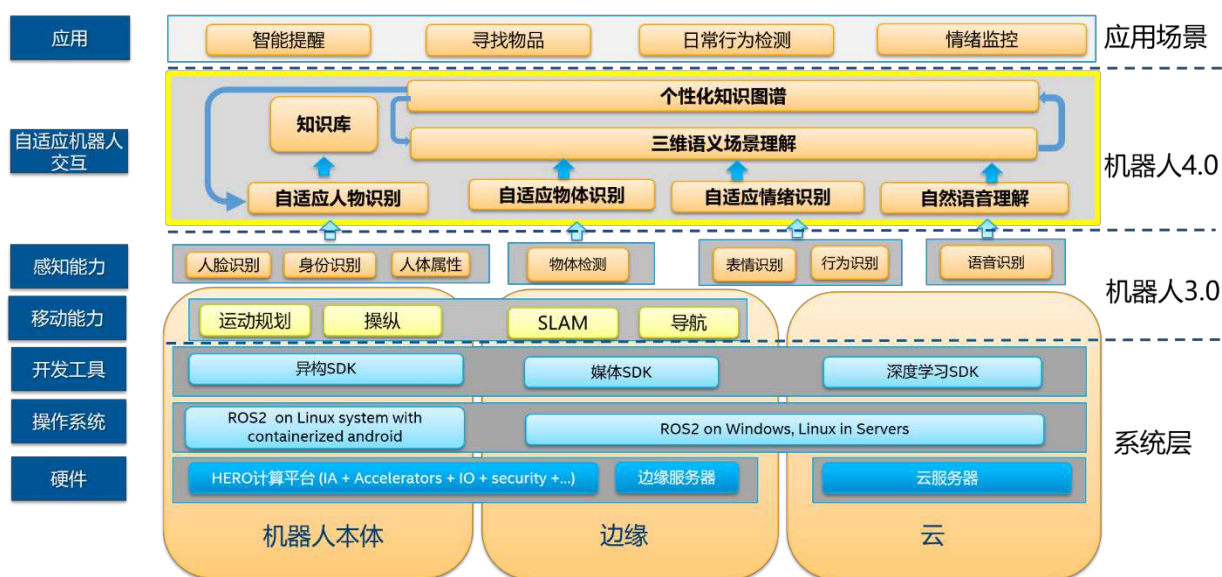 应用
智能提醒
寻找物品
日常行为检测
情绪监控
应用场景
自适应机器人
交互
个性化知识图谱
知识库
三维语义场景理解
自适应人物识别
自适应物体识别
自适应情绪识别
自然语音理解
机器人4.0
感知能力
人脸识别
身份识别
人体属性
物体检测
表情识别
行为识别
语音识别
机器人3.0
移动能力
运动规划
操纵
SLAM
导航
开发工具
异构SDK
媒体SDK
深度学习SDK
操作系统
ROS2 on Linux system with
containerized android
ROS2 on Windows, Linux in Servers
系统层
硬件
HERO计算平台 (IA + Accelerators + IO + security +...)
边缘服务器
云服务器
机器人本体
边缘
云